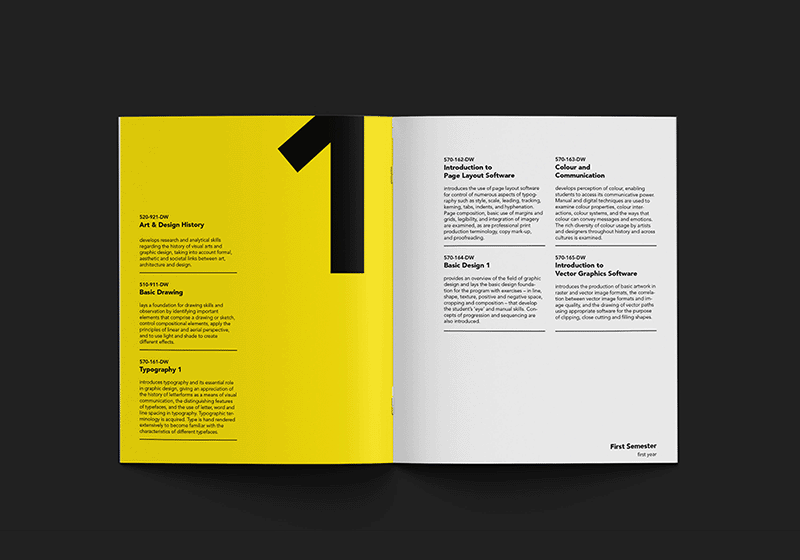 1
520-921-DW
Art & Design History
develops research and analytical skills
regarding the history of visual arts and
graphic design, taking into account formal,
aesthetic and societal links between art,
architecture and design.
510-911-DW
Basic Drawing
lays a foundation for drawing skills and
observation by identifying important
elements that comprise a drawing or sketch,
control compositional elements, apply the
principles of linear and aerial perspective,
and to use light and shade to create
different effects.
570-161-DW
Typography 1
introduces typography and its essential role
in graphic design, giving an appreciation of
the history of letterforms as a means of visual
communication, the distinguishing features
of typefaces, and the use of letter, word and
line spacing in typography. Typographic ter-
minology is acquired. Type is hand rendered
extensively to become familiar with the
characteristics of different typefaces.
570-162-DW
Introduction to
Page Layout Software
introduces the use of page layout software
for control of numerous aspects of typog-
raphy such as style, scale, leading, tracking,
kerning, tabs, indents, and hyphenation.
Page composition, basic use of margins and
grids, legibility, and integration of imagery
are examined, as are professional print
production terminology, copy mark-up,
and proofreading.
570-164-DW
Basic Design 1
provides an overview of the field of graphic
design and lays the basic design founda-
tion for the program with exercises – in line,
shape, texture, positive and negative space,
cropping and composition – that develop
the student's 'eye' and manual skills. Con-
cepts of progression and sequencing are
also introduced.
570-163-DW
Colour and
Communication
develops perception of colour, enabling
students to access its communicative power.
Manual and digital techniques are used to
examine colour properties, colour inter-
actions, colour systems, and the ways that
colour can convey messages and emotions.
The rich diversity of colour usage by artists
and designers throughout history and across
cultures is examined.
570-165-DW
Introduction to
Vector Graphics Software
introduces the production of basic artwork in
raster and vector image formats, the correla-
tion between vector image formats and im-
age quality, and the drawing of vector paths
using appropriate software for the purpose
of clipping, close cutting and filling shapes.
First Semester
first year